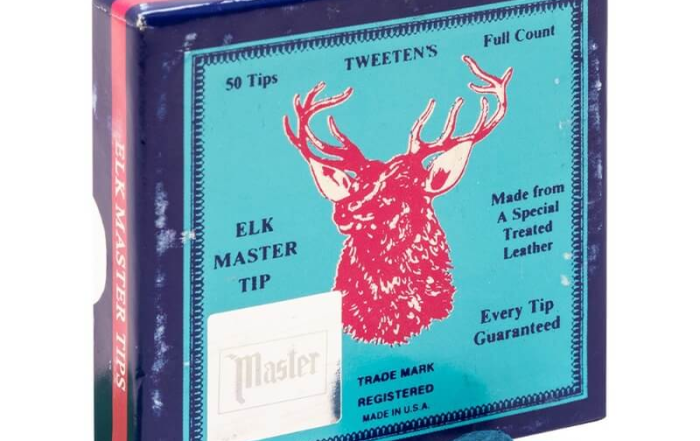 50 Tips
TWEETEN'S
Full Count
ELK
MASTER
TIP
Made from
A Special
Treated
Leather
Every Tip
Guaranteed
Master
TRADE MARK
REGISTERED
MADE IN U.S.A.
ELK MASTER TIPS